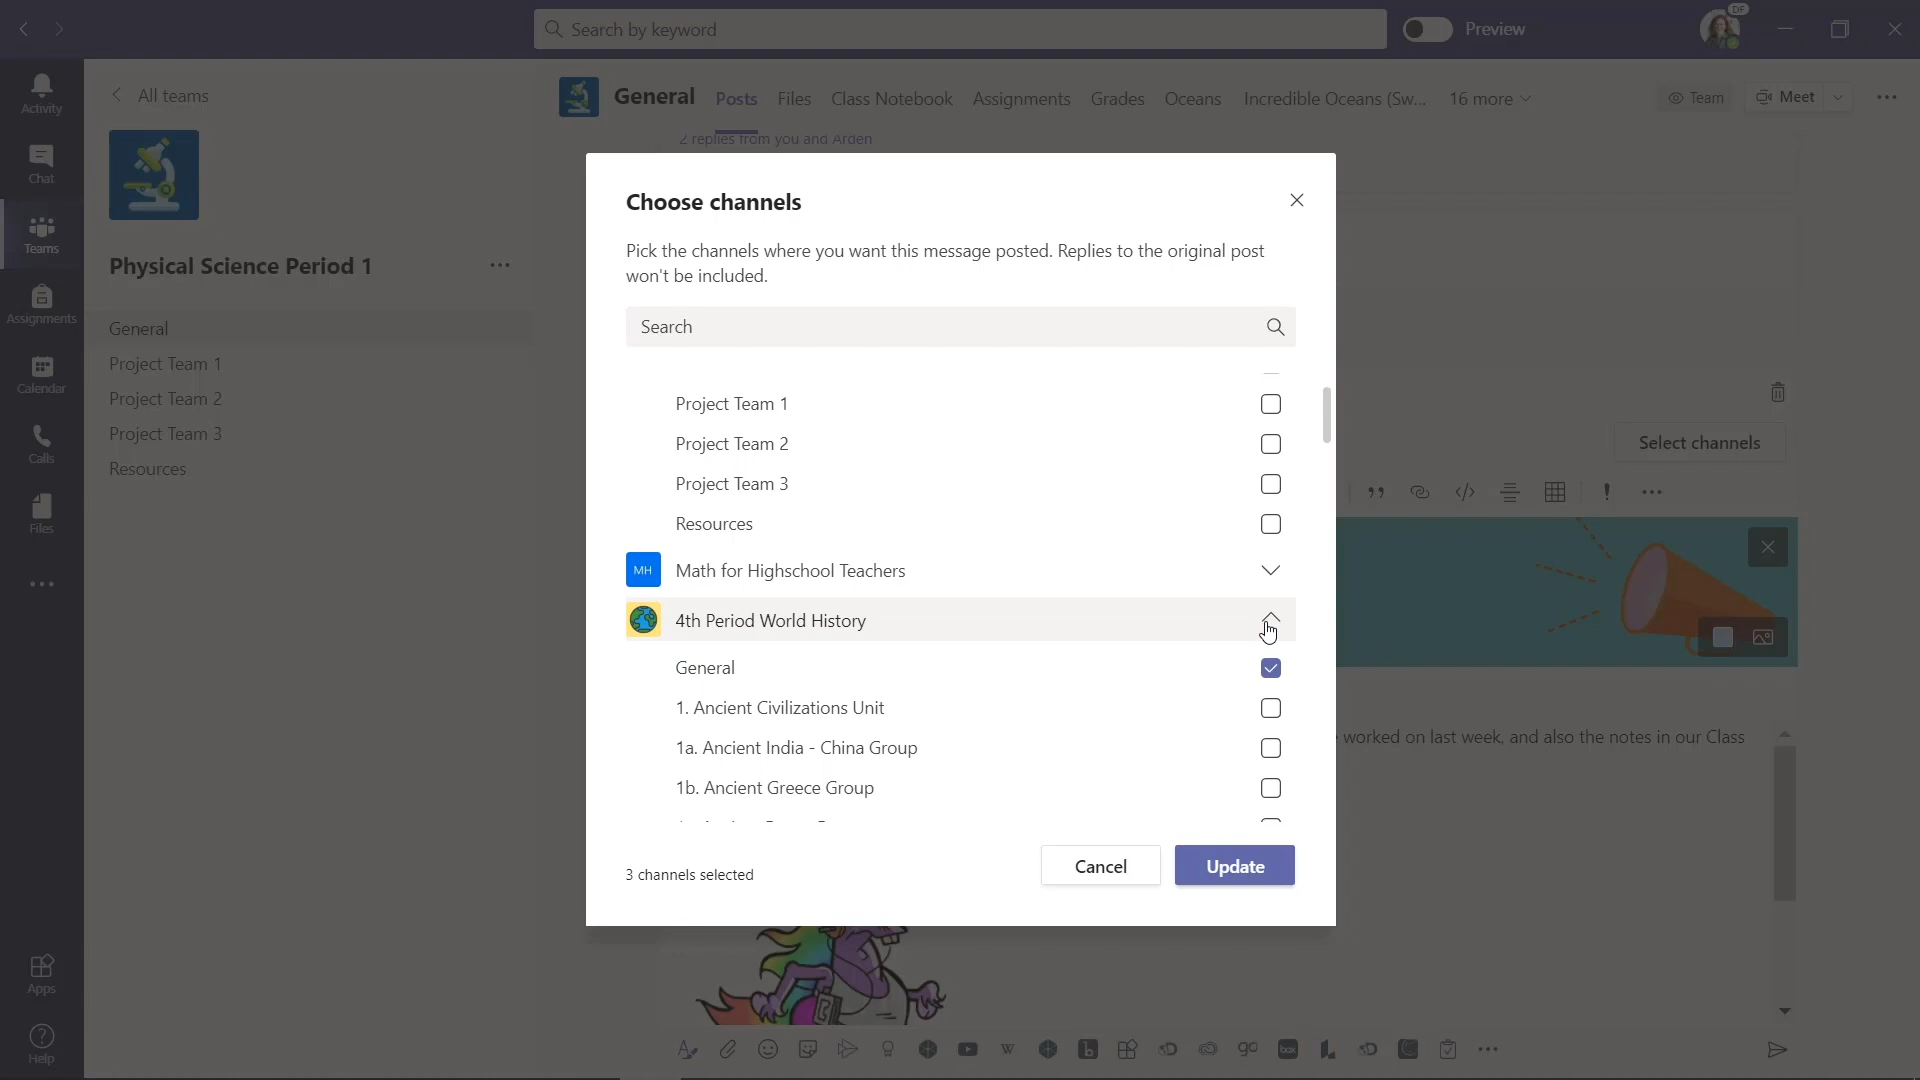 Search by keyword
Preview
DF
Activity
Chat
Teams
Assignments
Calendar
Calls
Files
Apps
Help
All teams
Physical Science Period 1
General
Project Team 1
Project Team 2
Project Team 3
Resources
General Posts Files Class Notebook Assignments Grades Oceans Incredible Oceans (Sw... 16 more
Team
Meet
2 replies from you and Arden
Choose channels
Pick the channels where you want this message posted. Replies to the original post
won't be included.
Search
Project Team 1
Project Team 2
Project Team 3
Resources
MH Math for Highschool Teachers
4th Period World History
General
1. Ancient Civilizations Unit
1a. Ancient India - China Group
1b. Ancient Greece Group
3 channels selected
Cancel
Update
Select channels
worked on last week, and also the notes in our Class